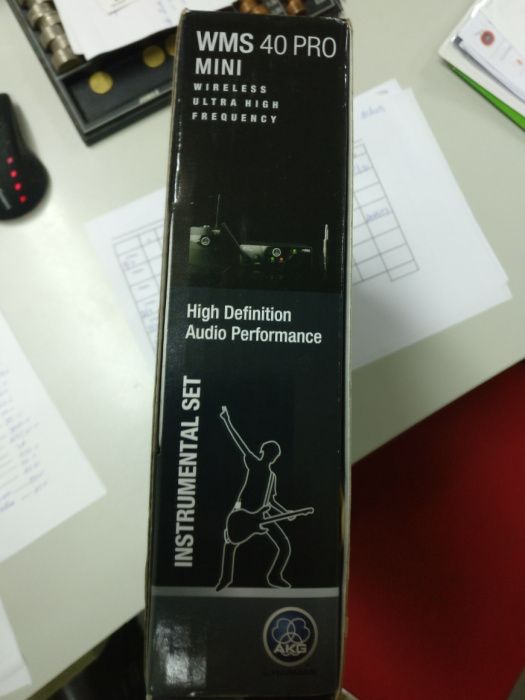 WMS 40 PRO
MINI
WIRELESS
ULTRA HIGH
FREQUENCY
High Definition
Audio Performance
INSTRUMENTAL SET
AKG